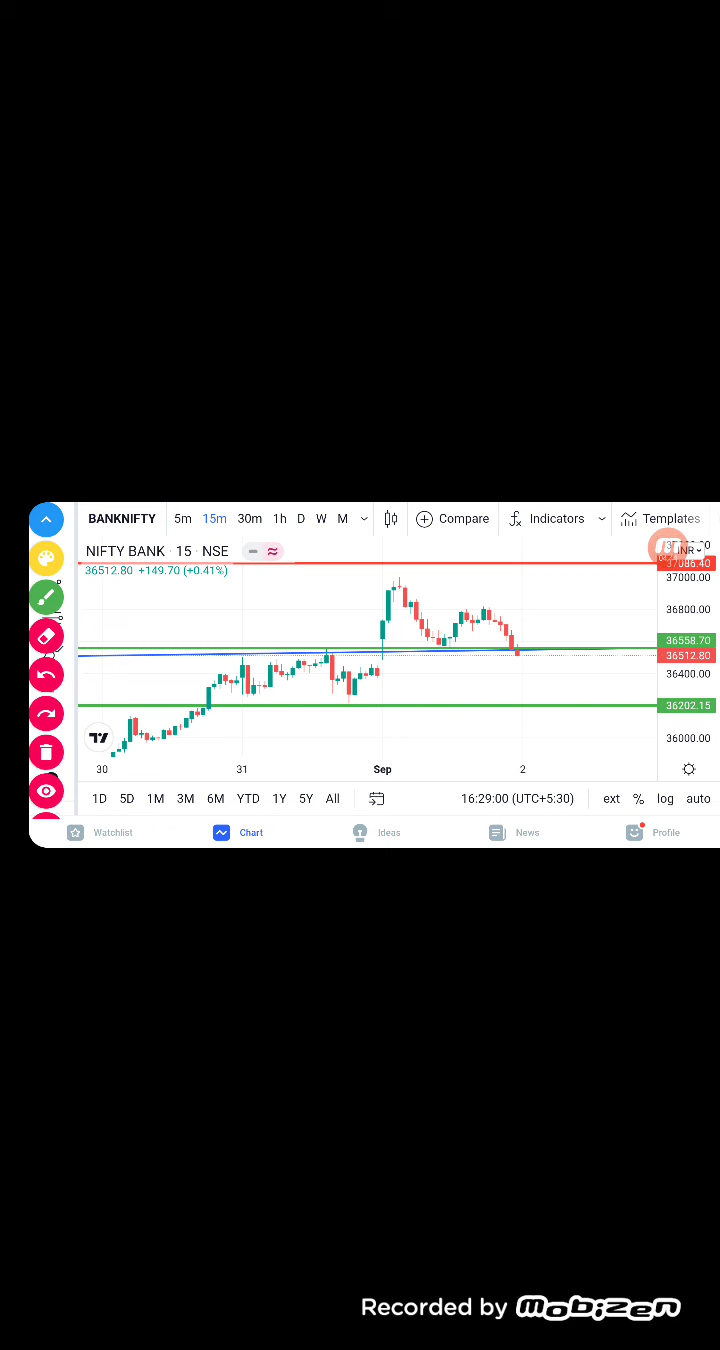 BANKNIFTY 5m 15m 30m 1h D W M Compare Indicators Templates
NIFTY BANK · 15 · NSE
INR
37086.40
36512.80 +149.70 (+0.41%)
37000.00
36800.00
36558.70
36512.80
36400.00
36202.15
36000.00
30 31 Sep 2
1D 5D 1M 3M 6M YTD 1Y 5Y All 16:29:00 (UTC+5:30) ext % log auto
Watchlist Chart Ideas News Profile
Recorded by mobizen